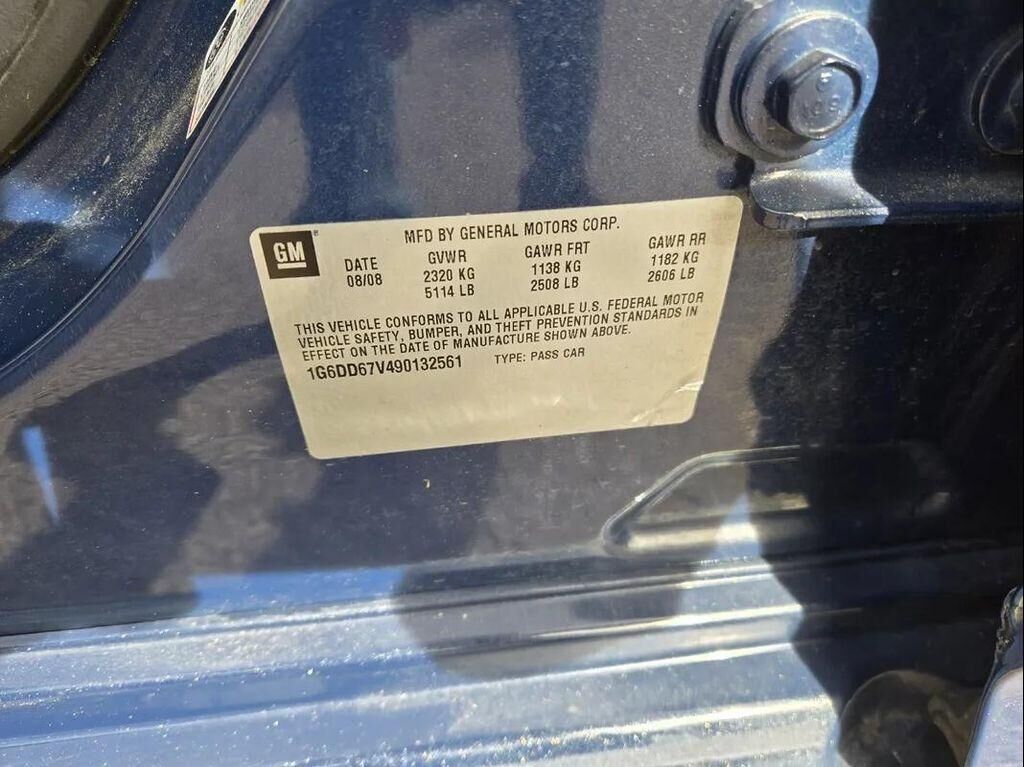 GM
MFD BY GENERAL MOTORS CORP.
DATE GVWR GAWR FRT GAWR RR
08/08 2320 KG 1138 KG 1182 KG
5114 LB 2508 LB 2606 LB
THIS VEHICLE CONFORMS TO ALL APPLICABLE U.S. FEDERAL MOTOR
VEHICLE SAFETY, BUMPER, AND THEFT PREVENTION STANDARDS IN
EFFECT ON THE DATE OF MANUFACTURE SHOWN ABOVE.
1G6DD67V490132561 TYPE: PASS CAR